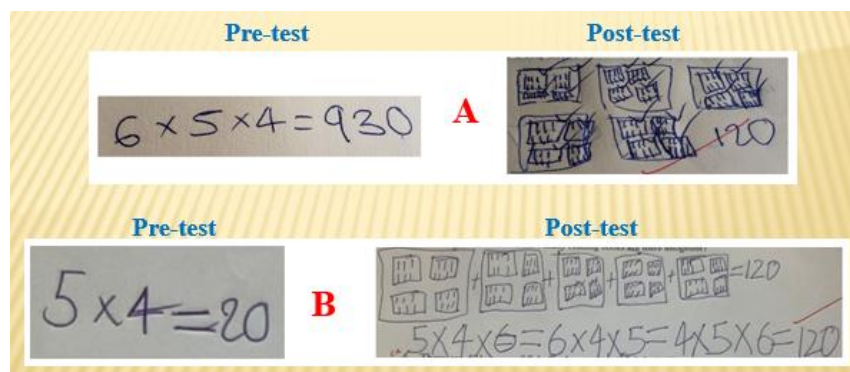 Pre-test Post-test
6 × 5 × 4 = 930 A 120
Pre-test Post-test
5 × 4 = 20 B + + + + = 120
5 × 4 × 6 = 6 × 4 × 5 = 4 × 5 × 6 = 120